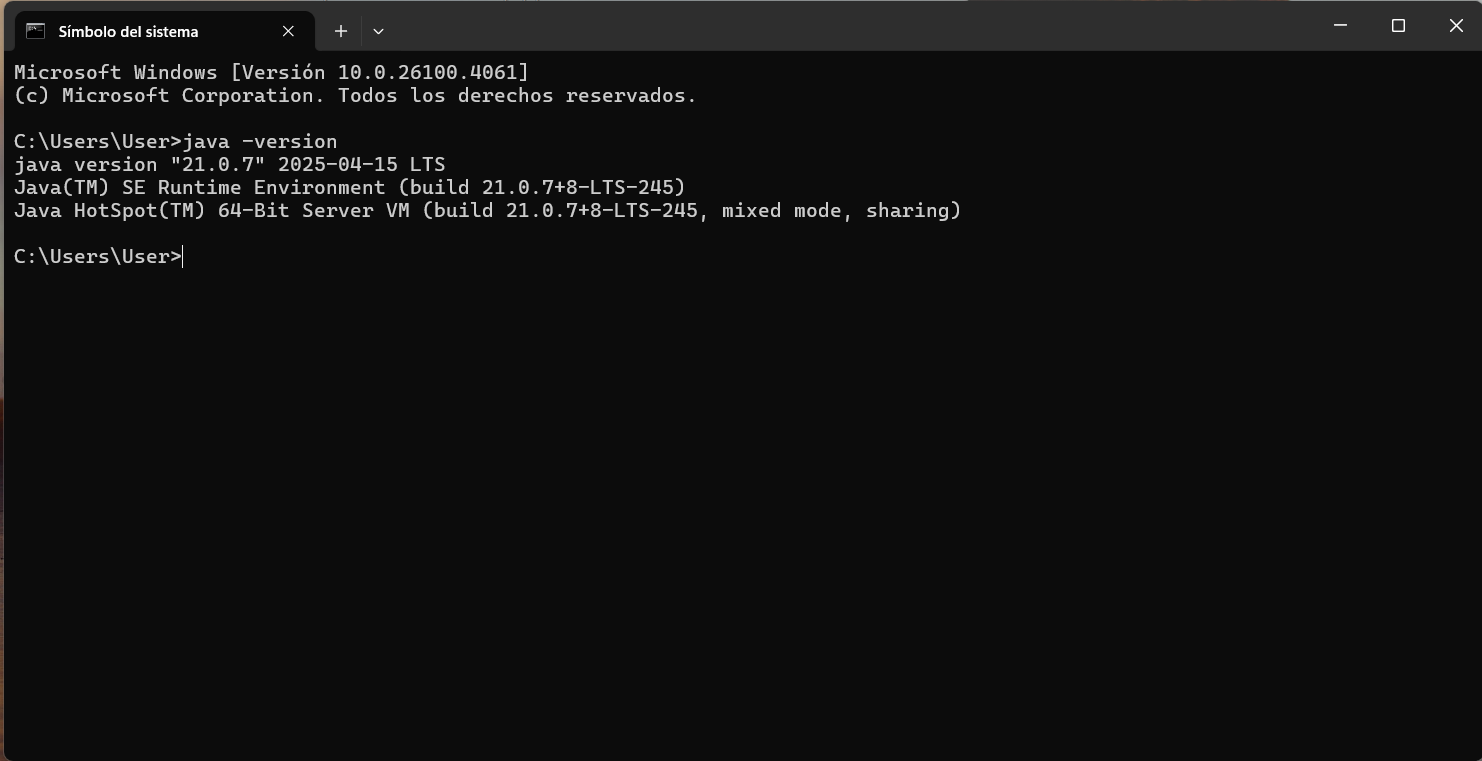 Símbolo del sistema
Microsoft Windows [Versión 10.0.26100.4061]
(c) Microsoft Corporation. Todos los derechos reservados.
C:\Users\User>java -version
java version "21.0.7" 2025-04-15 LTS
Java(TM) SE Runtime Environment (build 21.0.7+8-LTS-245)
Java HotSpot(TM) 64-Bit Server VM (build 21.0.7+8-LTS-245, mixed mode, sharing)
C:\Users\User>